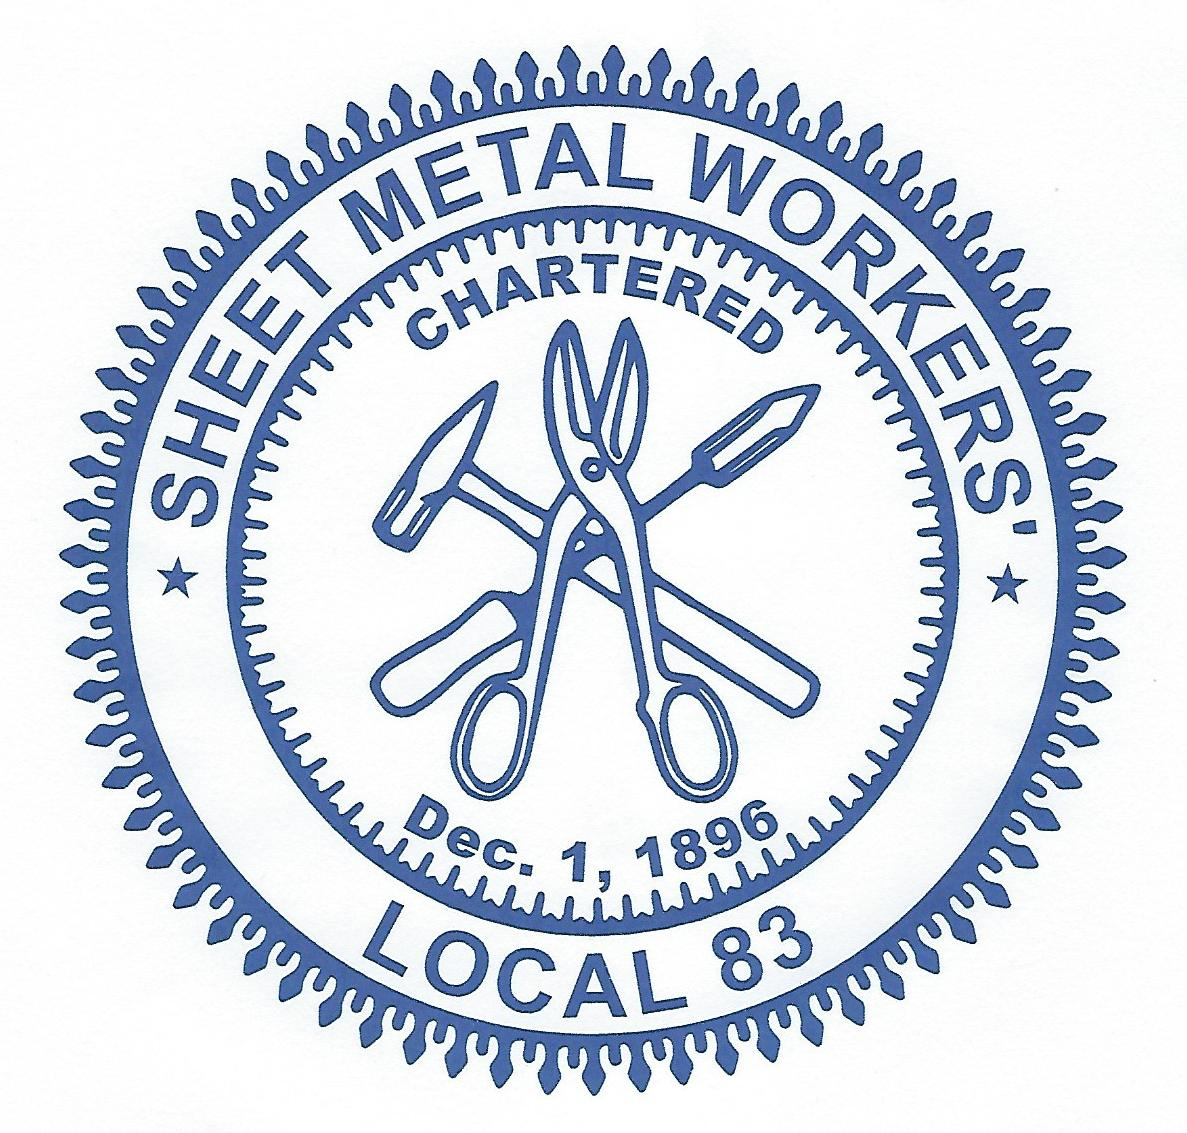 SHEET METAL WORKERS'
CHARTERED
Dec. 1, 1896
LOCAL 83